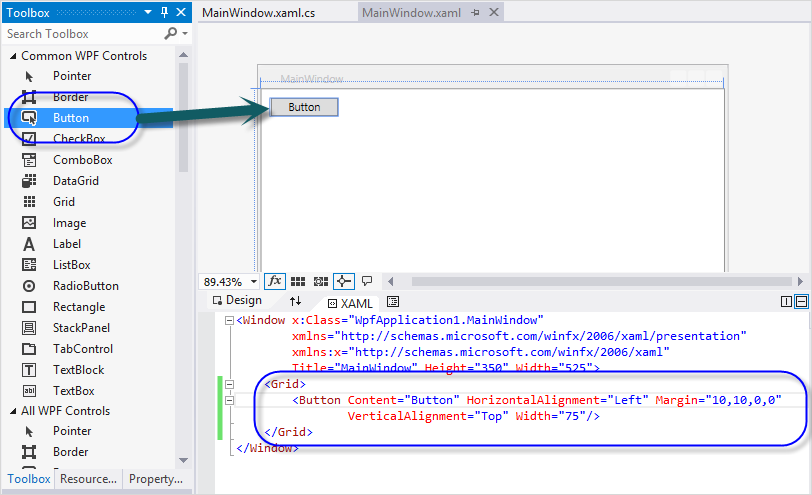 Toolbox
Search Toolbox
Common WPF Controls
Pointer
Border
Button
CheckBox
ComboBox
DataGrid
Grid
Image
Label
ListBox
RadioButton
Rectangle
StackPanel
TabControl
TextBlock
TextBox
All WPF Controls
Pointer
Border
Toolbox Resource... Property...
MainWindow.xaml.cs MainWindow.xaml
MainWindow
Button
89.43% fx
Design XAML
<Window x:Class="WpfApplication1.MainWindow"
xmlns="http://schemas.microsoft.com/winfx/2006/xaml/presentation"
xmlns:x="http://schemas.microsoft.com/winfx/2006/xaml"
Title="MainWindow" Height="350" Width="525">
<Grid>
<Button Content="Button" HorizontalAlignment="Left" Margin="10,10,0,0"
VerticalAlignment="Top" Width="75"/>
</Grid>
</Window>